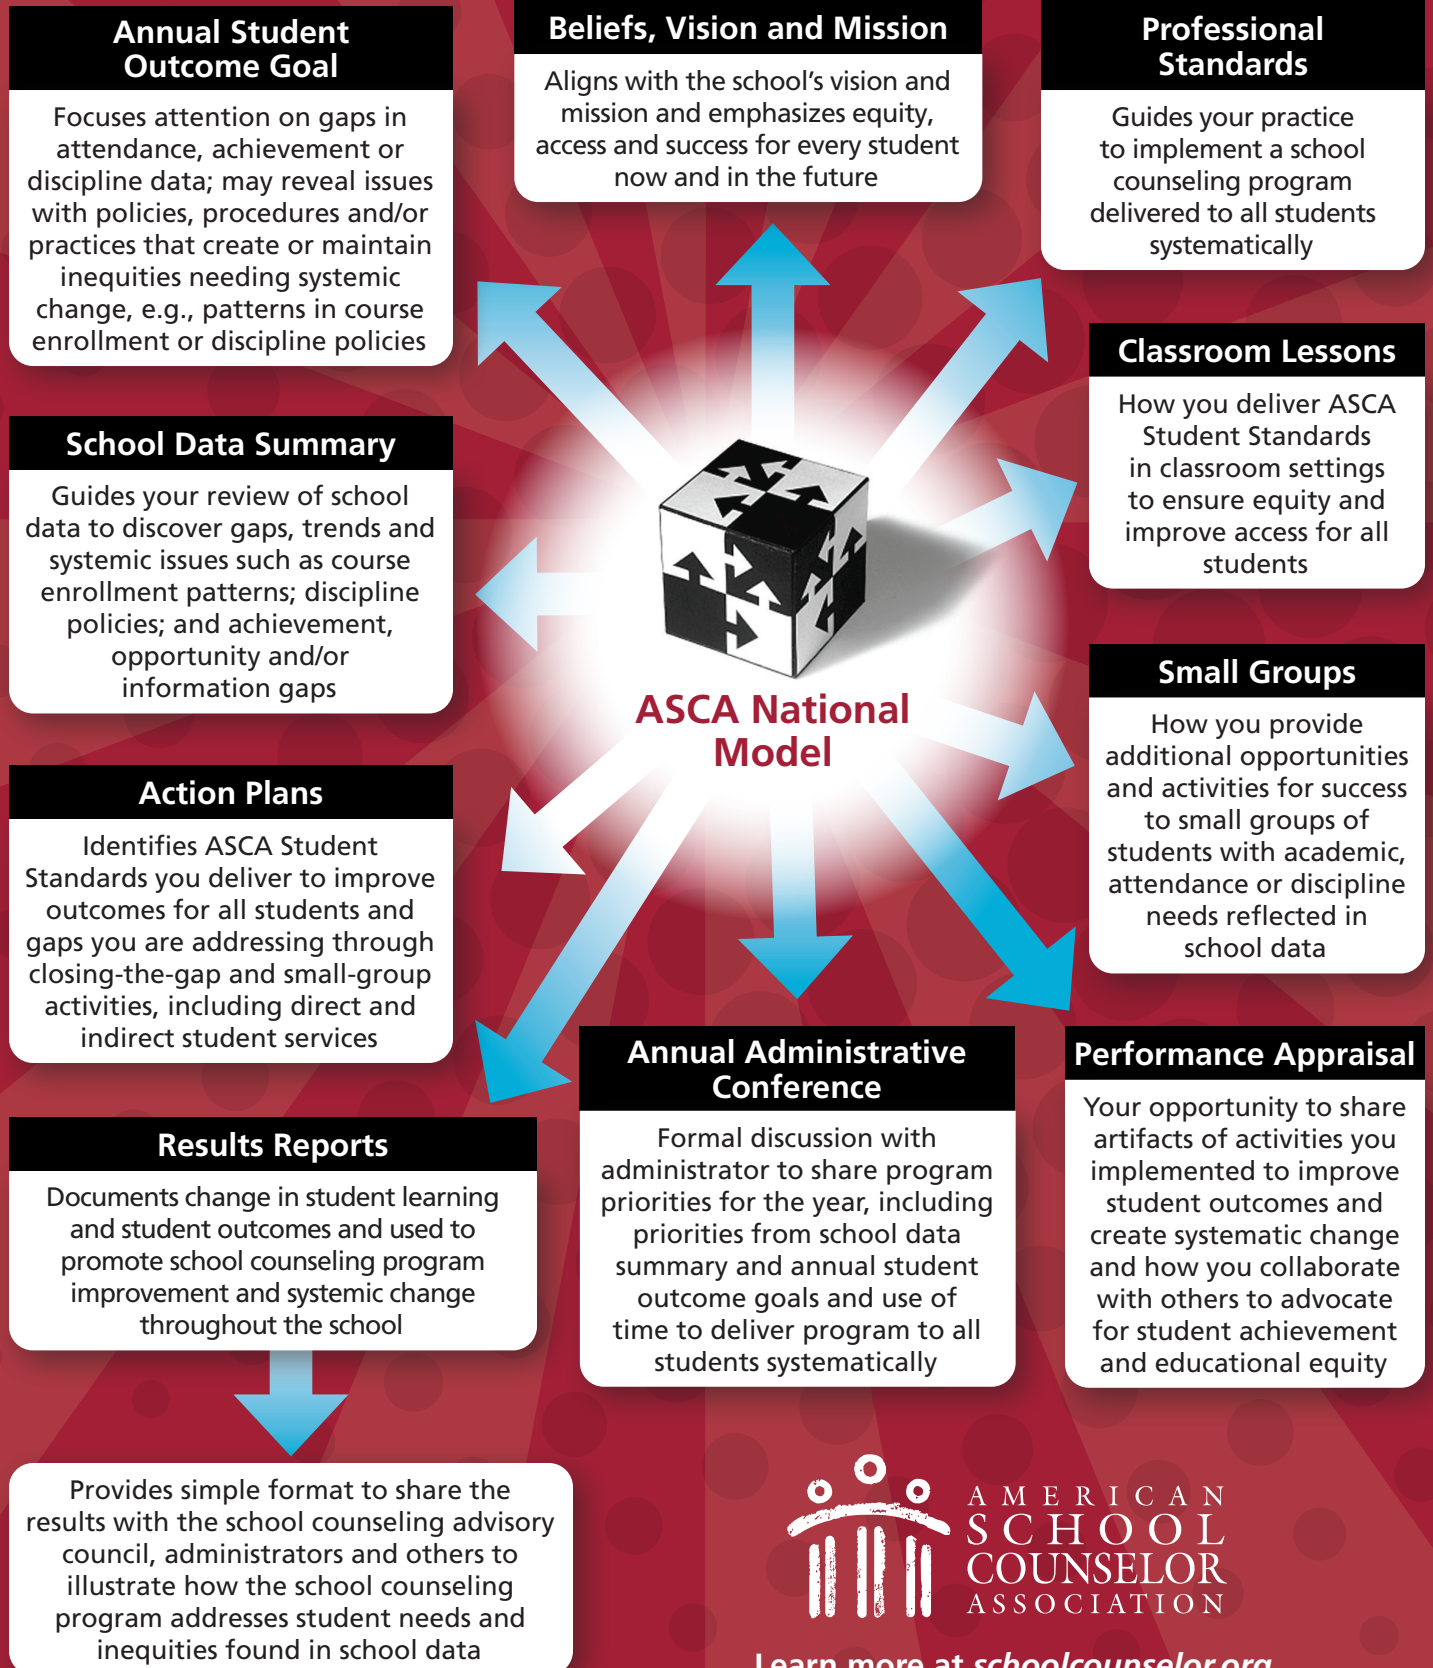 Annual Student
Outcome Goal
Focuses attention on gaps in
attendance, achievement or
discipline data; may reveal issues
with policies, procedures and/or
practices that create or maintain
inequities needing systemic
change, e.g., patterns in course
enrollment or discipline policies
Beliefs, Vision and Mission
Aligns with the school's vision and
mission and emphasizes equity,
access and success for every student
now and in the future
Professional
Standards
Guides your practice
to implement a school
counseling program
delivered to all students
systematically
School Data Summary
Guides your review of school
data to discover gaps, trends and
systemic issues such as course
enrollment patterns; discipline
policies; and achievement,
opportunity and/or
information gaps
ASCA National
Model
Classroom Lessons
How you deliver ASCA
Student Standards
in classroom settings
to ensure equity and
improve access for all
students
Small Groups
How you provide
additional opportunities
and activities for success
to small groups of
students with academic,
attendance or discipline
needs reflected in
school data
Action Plans
Identifies ASCA Student
Standards you deliver to improve
outcomes for all students and
gaps you are addressing through
closing-the-gap and small-group
activities, including direct and
indirect student services
Results Reports
Documents change in student learning
and student outcomes and used to
promote school counseling program
improvement and systemic change
throughout the school
Annual Administrative
Conference
Formal discussion with
administrator to share program
priorities for the year, including
priorities from school data
summary and annual student
outcome goals and use of
time to deliver program to all
students systematically
Performance Appraisal
Your opportunity to share
artifacts of activities you
implemented to improve
student outcomes and
create systematic change
and how you collaborate
with others to advocate
for student achievement
and educational equity
Provides simple format to share the
results with the school counseling advisory
council, administrators and others to
illustrate how the school counseling
program addresses student needs and
inequities found in school data
AMERICAN
SCHOOL
COUNSELOR
ASSOCIATION
Learn more at schoolcounselor.org